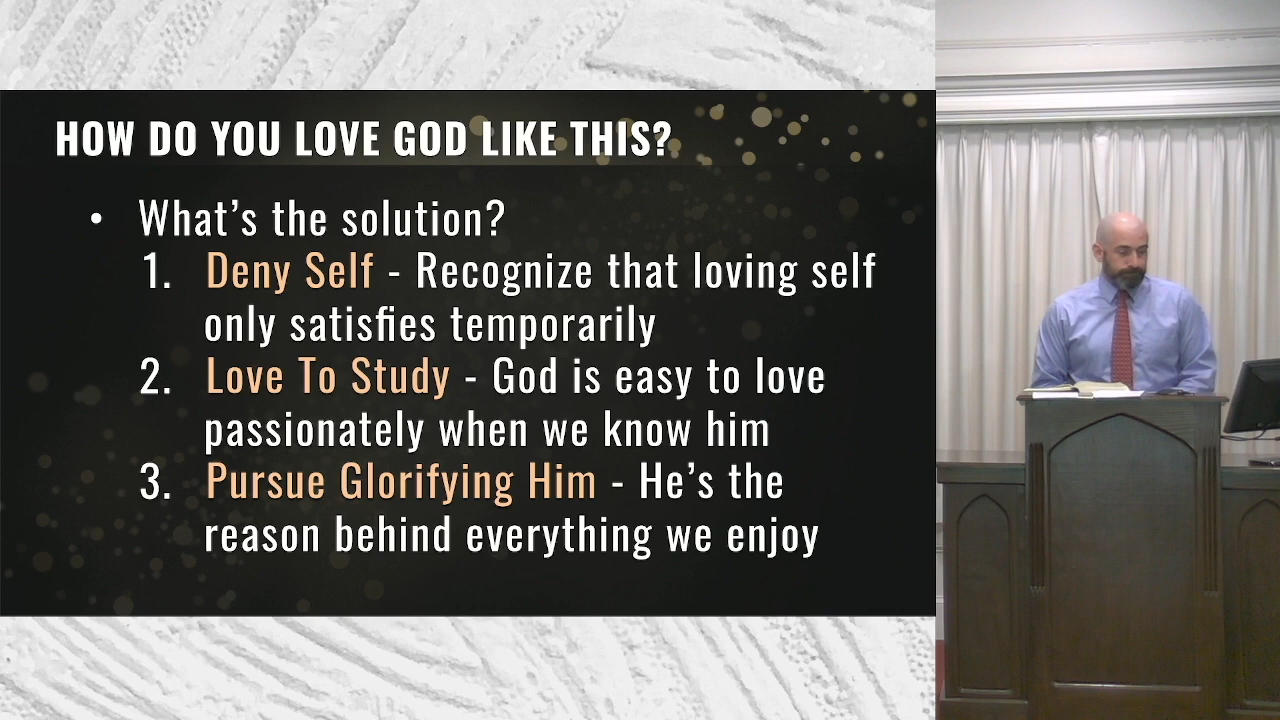 HOW DO YOU LOVE GOD LIKE THIS?
• What’s the solution?
1. Deny Self - Recognize that loving self
only satisfies temporarily
2. Love To Study - God is easy to love
passionately when we know him
3. Pursue Glorifying Him - He’s the
reason behind everything we enjoy